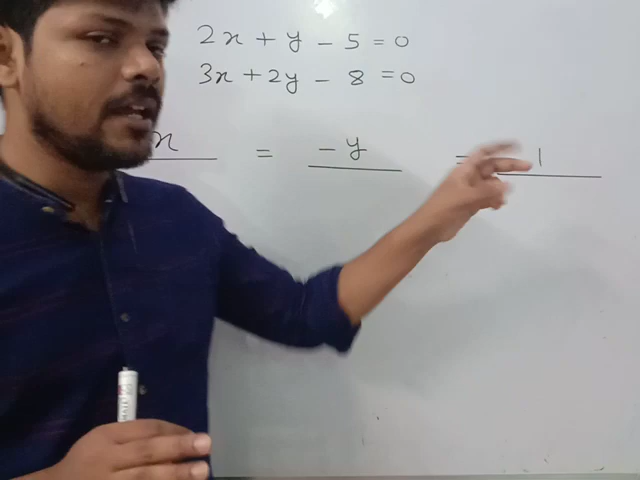 2x + y - 5 = 0
3x + 2y - 8 = 0
x = -y = 1